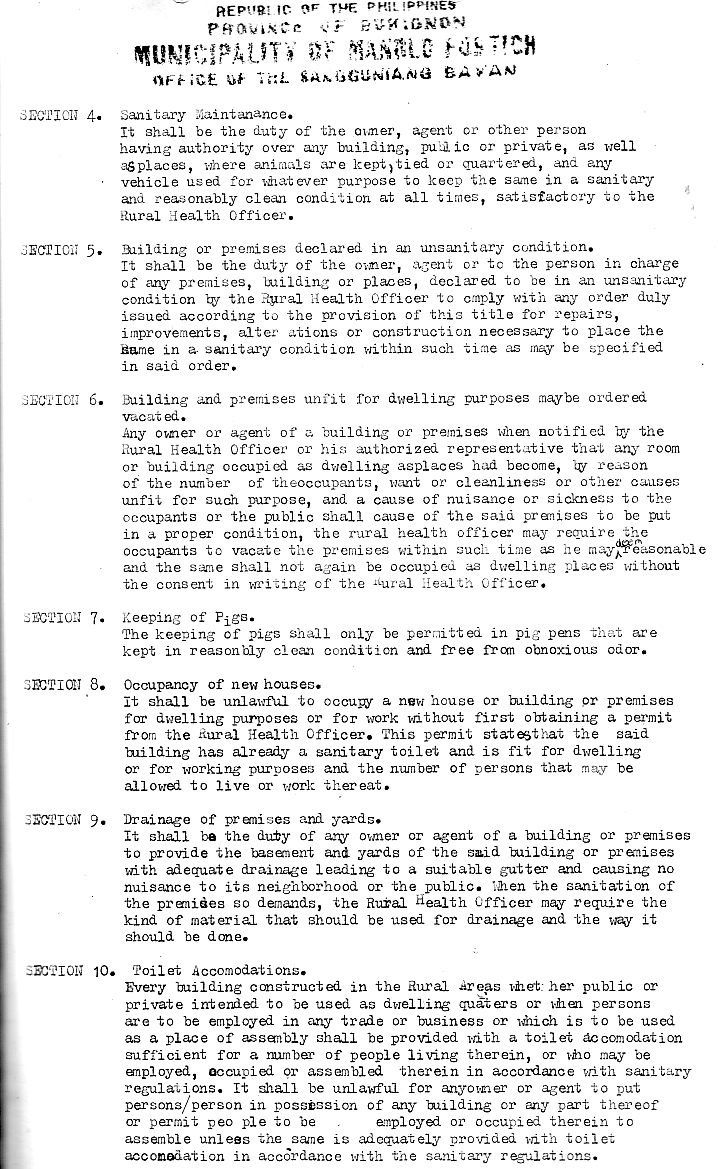 REPUBLIC OF THE PHILIPPINES
PROVINCE OF BUKIGNON
MUNICIPALITY OF MANOLO FOSTICH
OFFICE OF THE SANGGUNIANG BAYAN
SECTION 4. Sanitary Maintanance.
It shall be the duty of the owner, agent or other person
having authority over any building, public or private, as well
asplaces, where animals are kept,tied or quartered, and any
vehicle used for whatever purpose to keep the same in a sanitary
and reasonably clean condition at all times, satisfactory to the
Rural Health Officer.
SECTION 5. Building or premises declared in an unsanitary condition.
It shall be the duty of the owner, agent or to the person in charge
of any premises, building or places, declared to be in an unsanitary
condition by the Rural Health Officer to cmply with any order duly
issued according to the provision of this title for repairs,
improvements, alter ations or construction necessary to place the
same in a sanitary condition within such time as may be specified
in said order.
SECTION 6. Building and premises unfit for dwelling purposes maybe ordered
vacated.
Any owner or agent of a building or premises when notified by the
Rural Health Officer or his authorized representative that any room
or building occupied as dwelling asplaces had become, by reason
of the number of theoccupants, want or cleanliness or other causes
unfit for such purpose, and a cause of nuisance or sickness to the
occupants or the public shall cause of the said premises to be put
in a proper condition, the rural health officer may require the
occupants to vacate the premises within such time as he may deem reasonable
and the same shall not again be occupied as dwelling places without
the consent in writing of the Rural Health Officer.
SECTION 7. Keeping of Pigs.
The keeping of pigs shall only be permitted in pig pens that are
kept in reasonbly clean condition and free from obnoxious odor.
SECTION 8. Occupancy of new houses.
It shall be unlawful to occupy a new house or building or premises
for dwelling purposes or for work without first obtaining a permit
from the Rural Health Officer. This permit statesthat the said
building has already a sanitary toilet and is fit for dwelling
or for working purposes and the number of persons that may be
allowed to live or work thereat.
SECTION 9. Drainage of premises and yards.
It shall be the duty of any owner or agent of a building or premises
to provide the basement and yards of the said building or premises
with adequate drainage leading to a suitable gutter and causing no
nuisance to its neighborhood or the public. When the sanitation of
the premises so demands, the Rural Health Officer may require the
kind of material that should be used for drainage and the way it
should be done.
SECTION 10. Toilet Accomodations.
Every building constructed in the Rural Areas whet her public or
private intended to be used as dwelling quaters or when persons
are to be employed in any trade or business or which is to be used
as a place of assembly shall be provided with a toilet accomodation
sufficient for a number of people living therein, or who may be
employed, occupied or assembled therein in accordance with sanitary
regulations. It shall be unlawful for anyowner or agent to put
persons/person in possission of any building or any part thereof
or permit peo ple to be employed or occupied therein to
assemble unless the same is adequately provided with toilet
accomedation in accordance with the sanitary regulations.